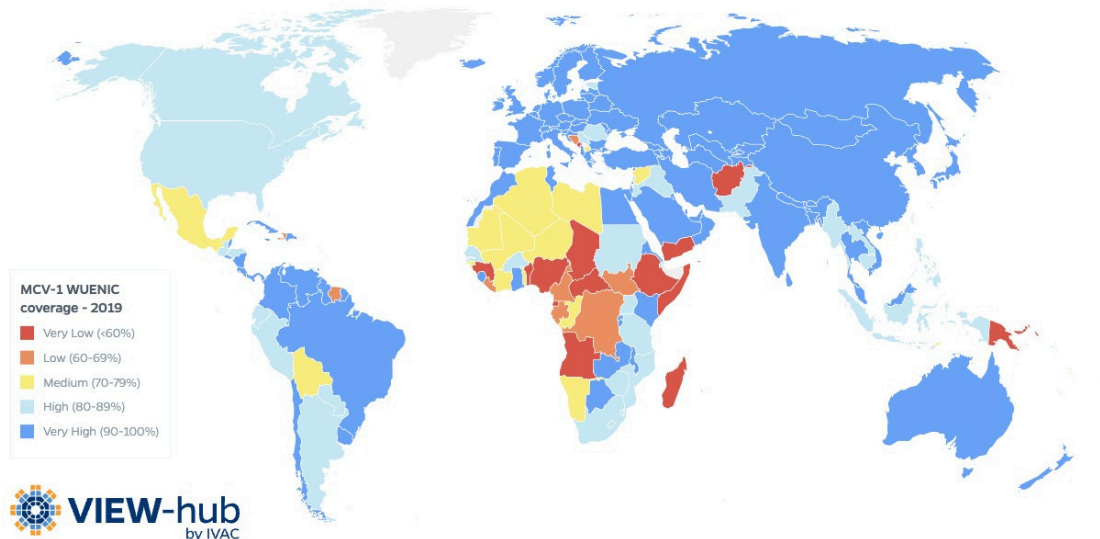 MCV-1 WUENIC
coverage - 2019
Very Low (<60%)
Low (60-69%)
Medium (70-79%)
High (80-89%)
Very High (90-100%)
VIEW-hub
by IVAC